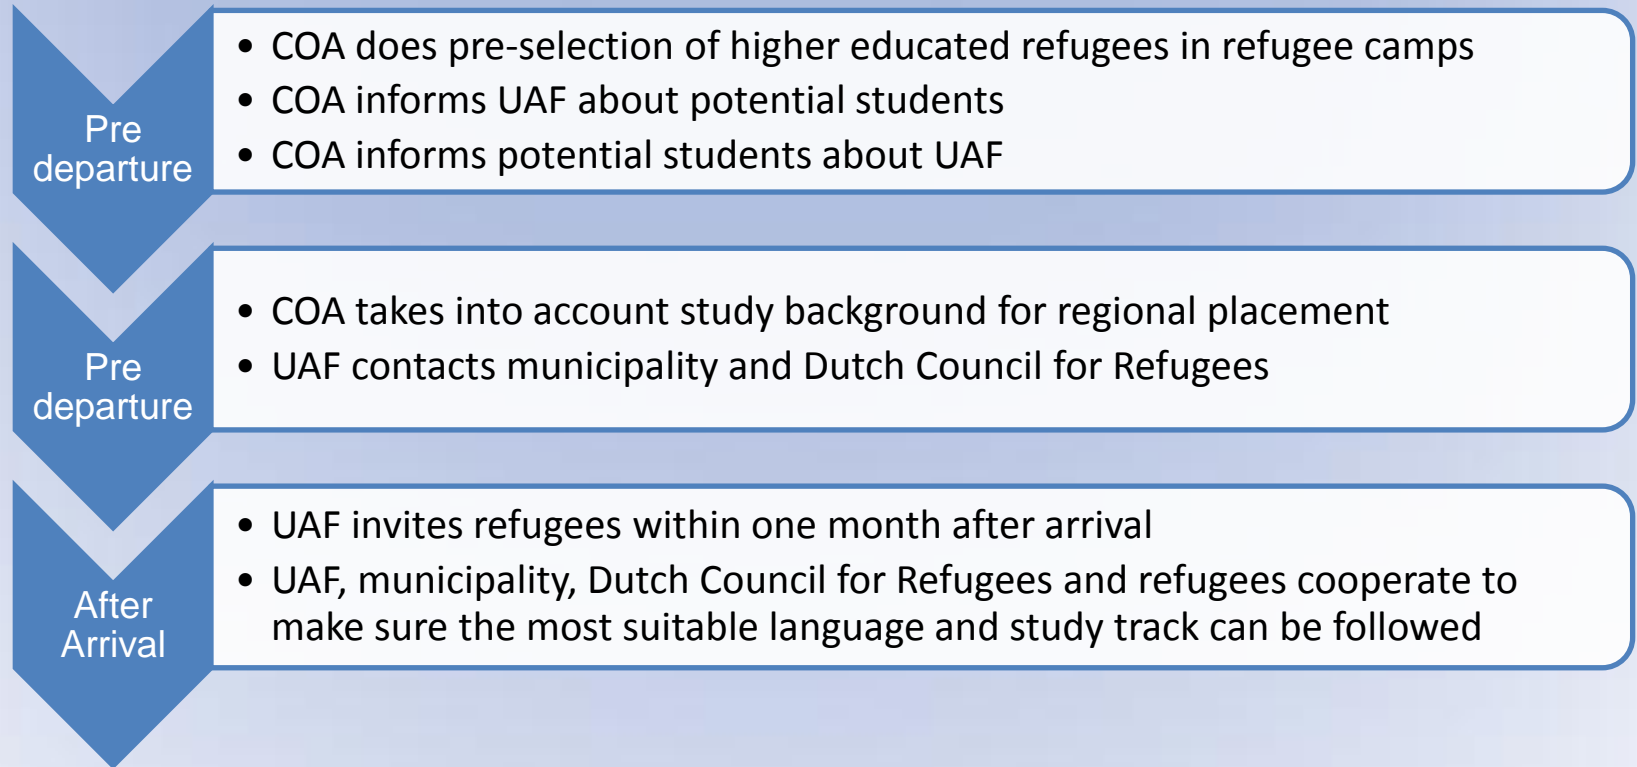 Pre
departure
• COA does pre-selection of higher educated refugees in refugee camps
• COA informs UAF about potential students
• COA informs potential students about UAF
Pre
departure
• COA takes into account study background for regional placement
• UAF contacts municipality and Dutch Council for Refugees
After
Arrival
• UAF invites refugees within one month after arrival
• UAF, municipality, Dutch Council for Refugees and refugees cooperate to
make sure the most suitable language and study track can be followed